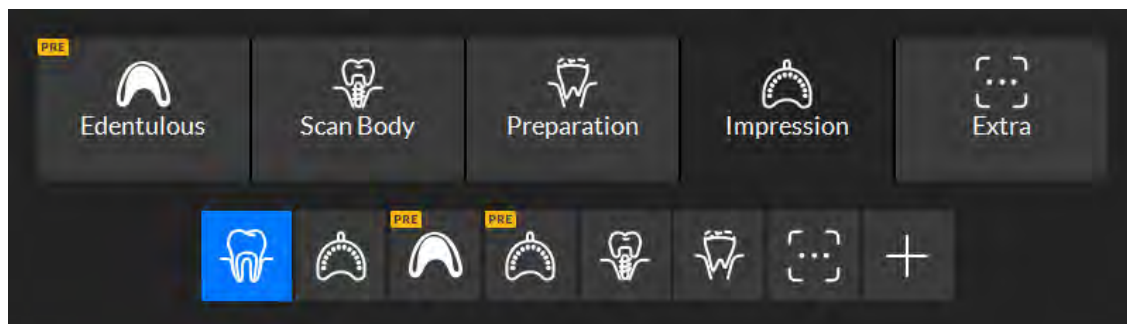 PRE
Edentulous
Scan Body
Preparation
Impression
Extra
PRE
PRE